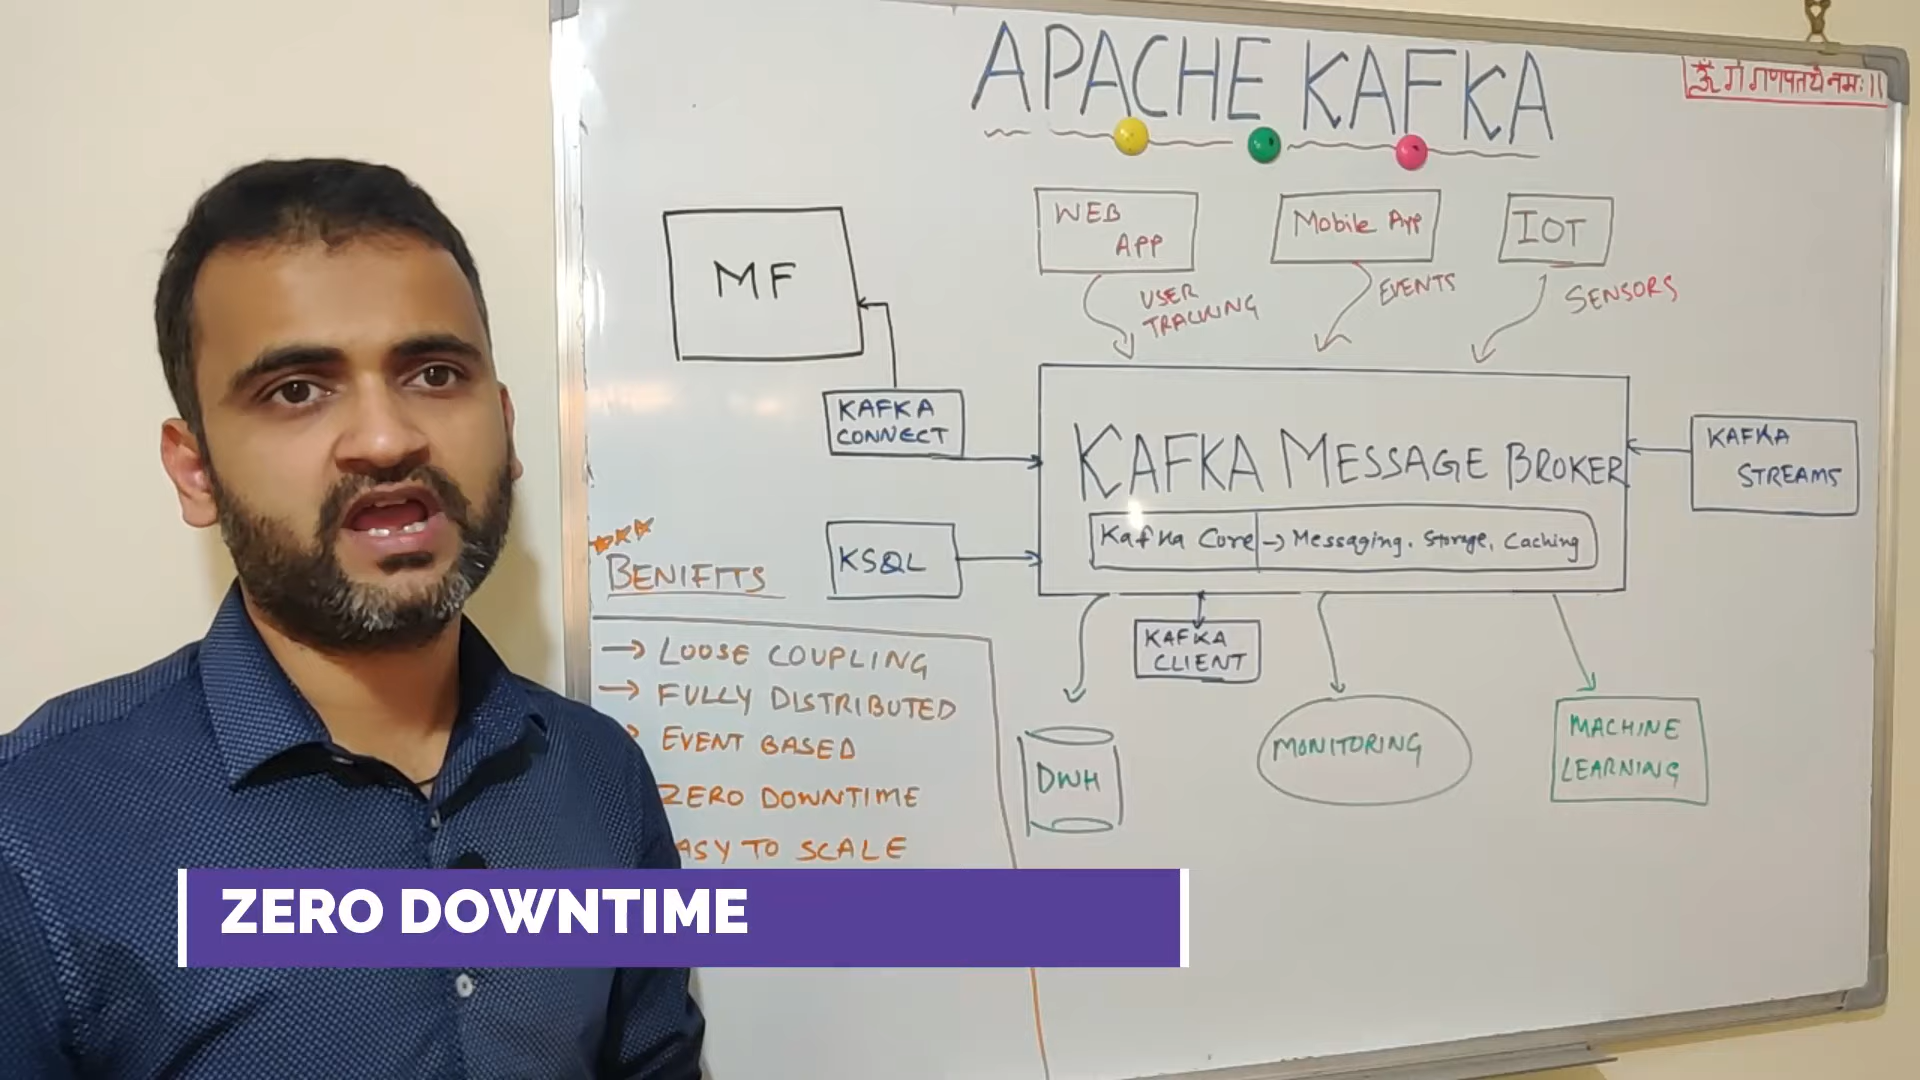 APACHE KAFKA
ॐ गं गणपतये नमः॥
MF
WEB
APP
Mobile App
IOT
USER
TRACKING
EVENTS
SENSORS
KAFKA
CONNECT
KAFKA MESSAGE BROKER
Kafka Core → Messaging. Storage, Caching
KAFKA
STREAMS
KSQL
BENIFITS
→ LOOSE COUPLING
→ FULLY DISTRIBUTED
EVENT BASED
ZERO DOWNTIME
ASY TO SCALE
KAFKA
CLIENT
DWH
MONITORING
MACHINE
LEARNING
ZERO DOWNTIME